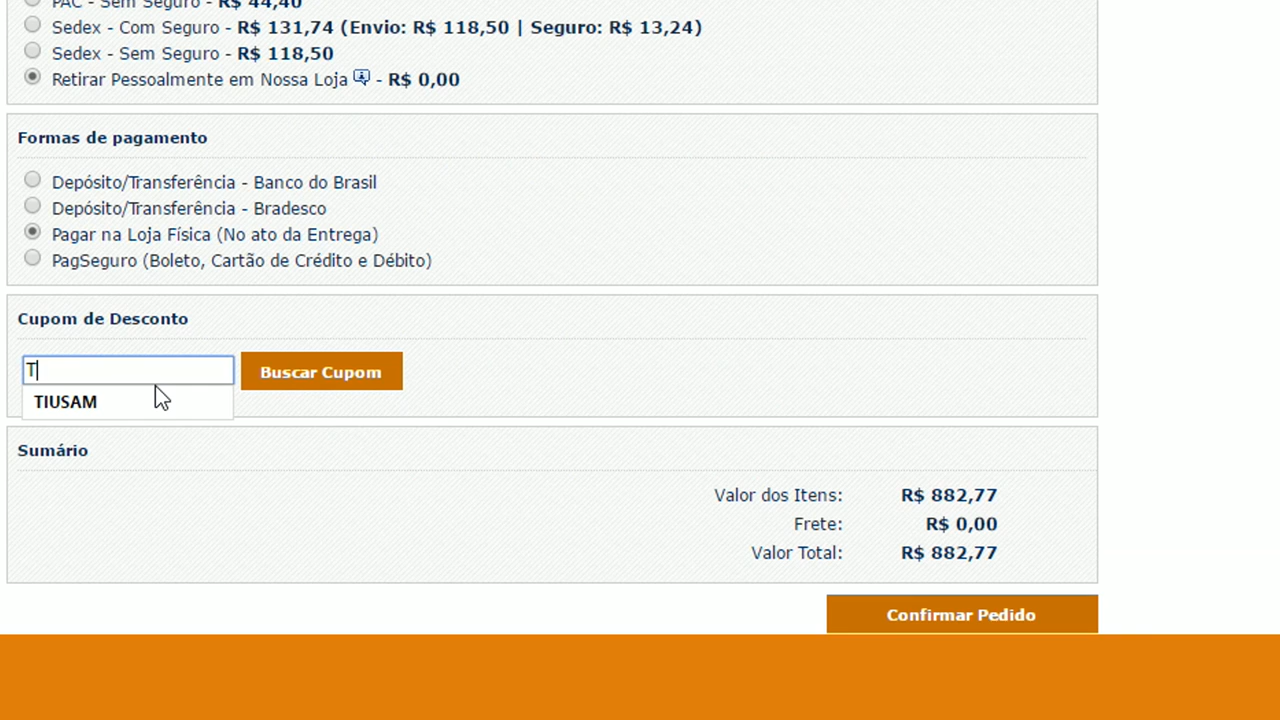 PAC - Sem Seguro - R$ 44,40
Sedex - Com Seguro - R$ 131,74 (Envio: R$ 118,50 | Seguro: R$ 13,24)
Sedex - Sem Seguro - R$ 118,50
Retirar Pessoalmente em Nossa Loja - R$ 0,00
Formas de pagamento
Depósito/Transferência - Banco do Brasil
Depósito/Transferência - Bradesco
Pagar na Loja Física (No ato da Entrega)
PagSeguro (Boleto, Cartão de Crédito e Débito)
Cupom de Desconto
T
Buscar Cupom
TIUSAM
Sumário
Valor dos Itens: R$ 882,77
Frete: R$ 0,00
Valor Total: R$ 882,77
Confirmar Pedido